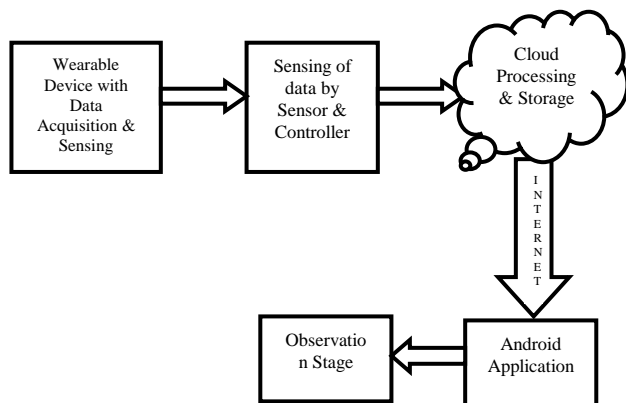 Wearable
Device with
Data
Acquisition &
Sensing
Sensing of
data by
Sensor &
Controller
Cloud
Processing
& Storage
I
N
T
E
R
N
E
T
Observatio
n Stage
Android
Application